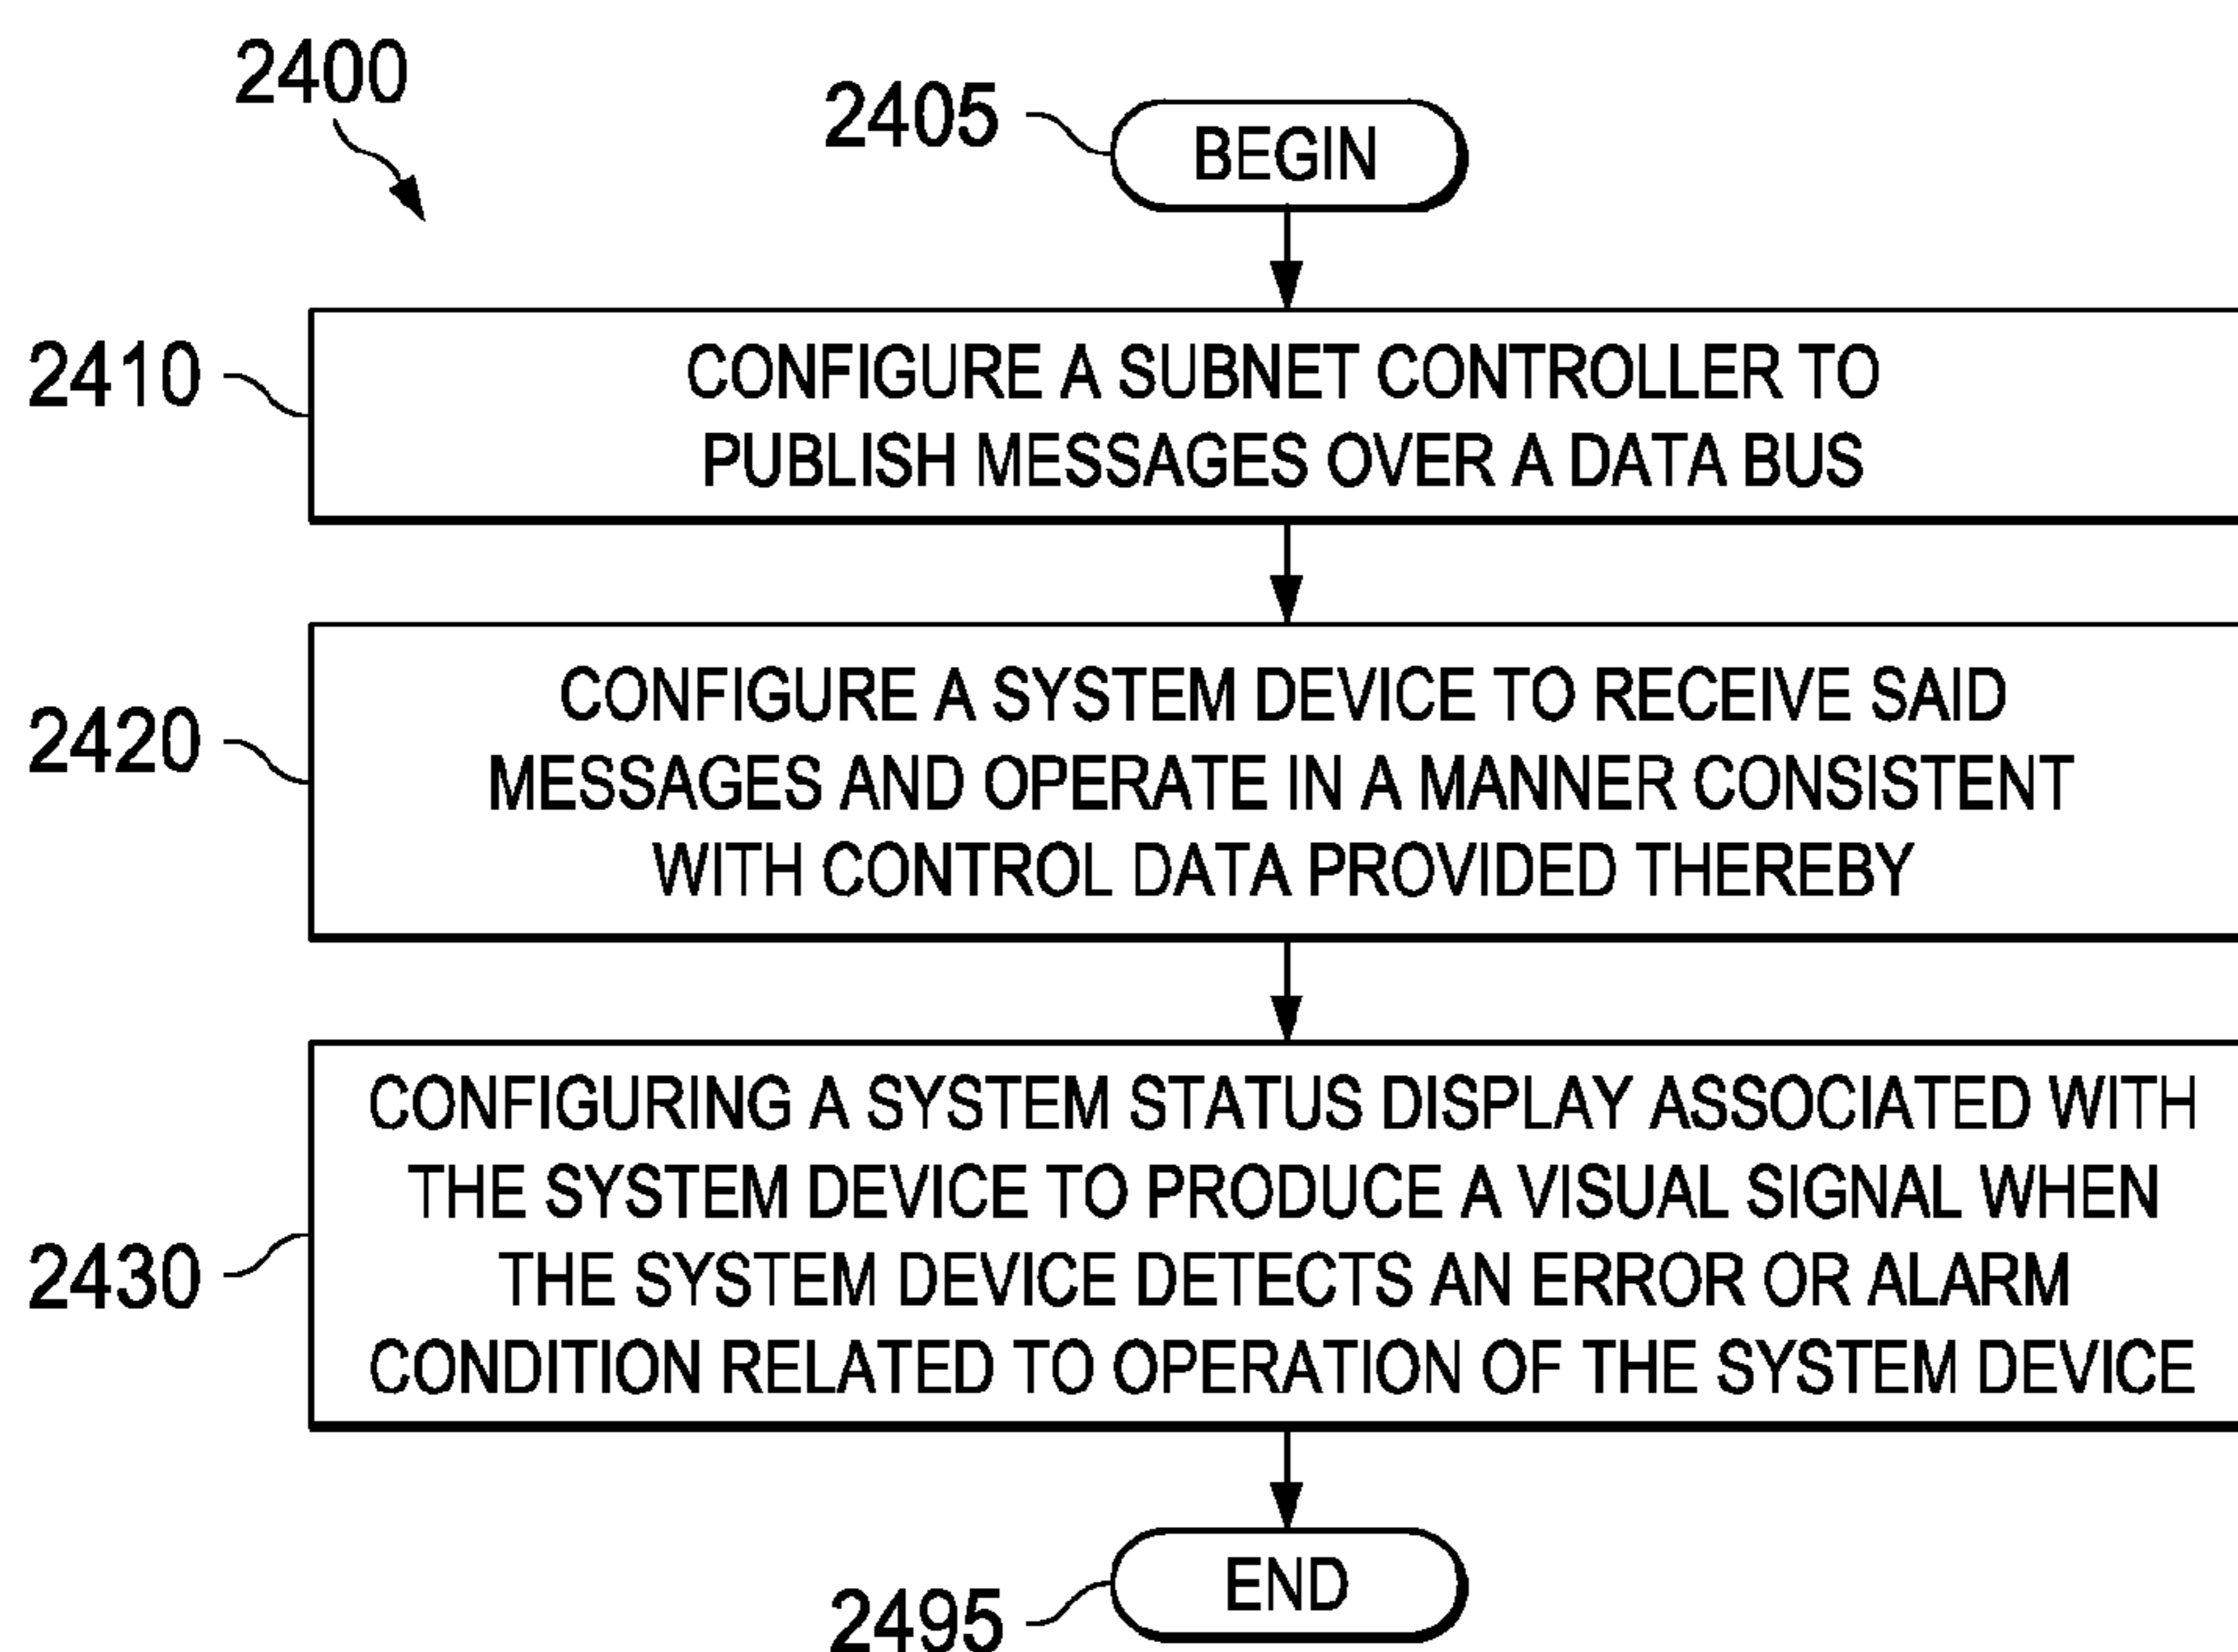 2400
2405
BEGIN
2410
CONFIGURE A SUBNET CONTROLLER TO
PUBLISH MESSAGES OVER A DATA BUS
2420
CONFIGURE A SYSTEM DEVICE TO RECEIVE SAID
MESSAGES AND OPERATE IN A MANNER CONSISTENT
WITH CONTROL DATA PROVIDED THEREBY
2430
CONFIGURING A SYSTEM STATUS DISPLAY ASSOCIATED WITH
THE SYSTEM DEVICE TO PRODUCE A VISUAL SIGNAL WHEN
THE SYSTEM DEVICE DETECTS AN ERROR OR ALARM
CONDITION RELATED TO OPERATION OF THE SYSTEM DEVICE
2495
END